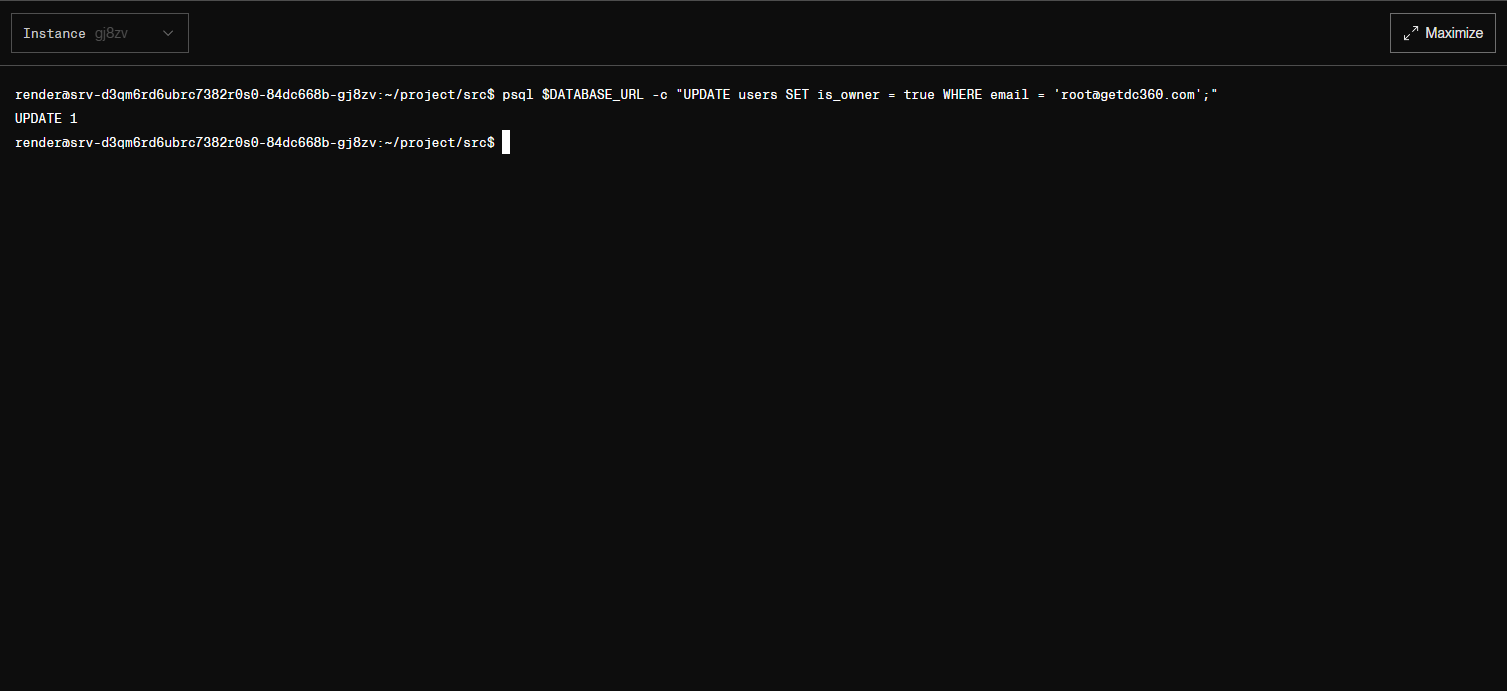 Instance gj8zv
Maximize
render@srv-d3qm6rd6ubrc7382r0s0-84dc668b-gj8zv:~/project/src$ psql $DATABASE_URL -c "UPDATE users SET is_owner = true WHERE email = 'root@getdc360.com';"
UPDATE 1
render@srv-d3qm6rd6ubrc7382r0s0-84dc668b-gj8zv:~/project/src$